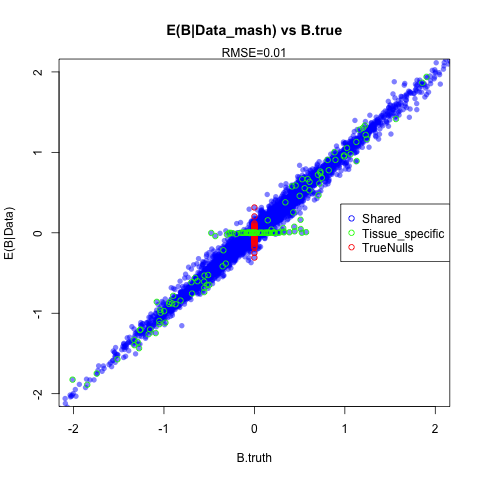 E(B|Data_mash) vs B.true
RMSE=0.01
E(B|Data)
2
1
0
-1
-2
Shared
Tissue_specific
TrueNulls
-2 -1 0 1 2
B.truth